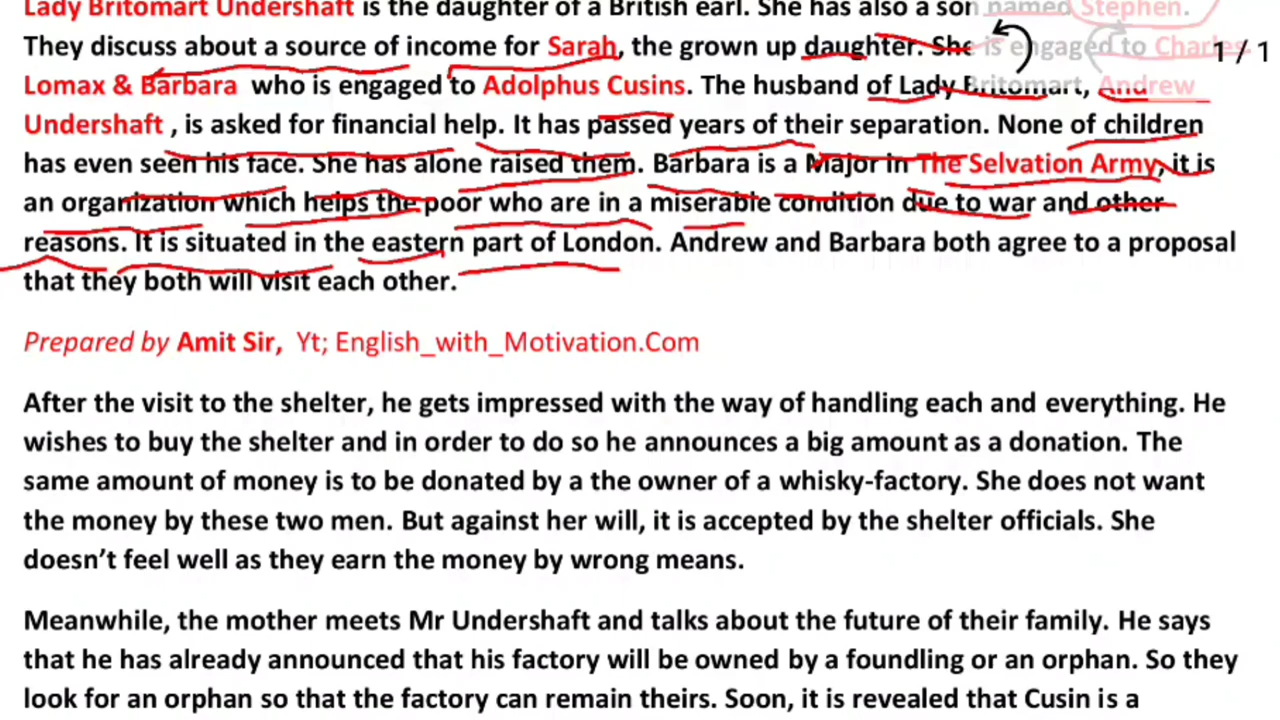 Lady Britomart Undershaft is the daughter of a British earl. She has also a son named Stephen.
They discuss about a source of income for Sarah, the grown up daughter. She is engaged to Charles 1 / 1
Lomax & Barbara who is engaged to Adolphus Cusins. The husband of Lady Britomart, Andrew
Undershaft , is asked for financial help. It has passed years of their separation. None of children
has even seen his face. She has alone raised them. Barbara is a Major in The Selvation Army, it is
an organization which helps the poor who are in a miserable condition due to war and other
reasons. It is situated in the eastern part of London. Andrew and Barbara both agree to a proposal
that they both will visit each other.
Prepared by Amit Sir, Yt; English_with_Motivation.Com
After the visit to the shelter, he gets impressed with the way of handling each and everything. He
wishes to buy the shelter and in order to do so he announces a big amount as a donation. The
same amount of money is to be donated by a the owner of a whisky-factory. She does not want
the money by these two men. But against her will, it is accepted by the shelter officials. She
doesn't feel well as they earn the money by wrong means.
Meanwhile, the mother meets Mr Undershaft and talks about the future of their family. He says
that he has already announced that his factory will be owned by a foundling or an orphan. So they
look for an orphan so that the factory can remain theirs. Soon, it is revealed that Cusin is a